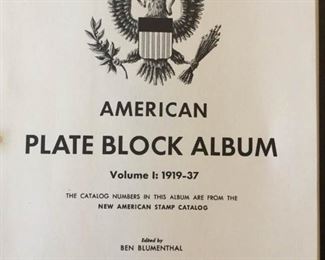 AMERICAN
PLATE BLOCK ALBUM
Volume I: 1919-37
THE CATALOG NUMBERS IN THIS ALBUM ARE FROM THE
NEW AMERICAN STAMP CATALOG
Edited by
BEN BLUMENTHAL